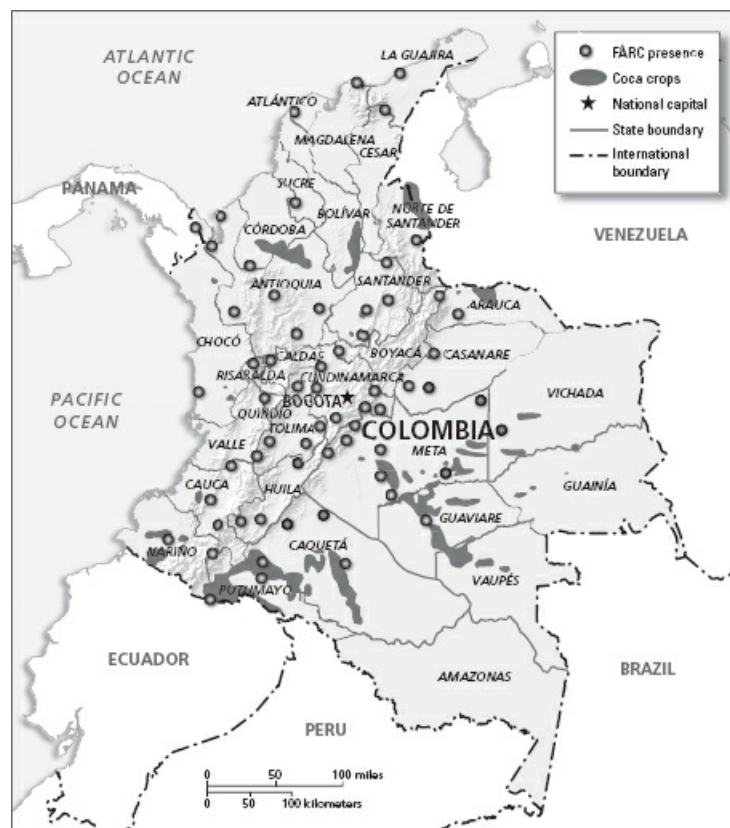 ATLANTIC
OCEAN
LA GUAJIRA
FARC presence
Coca crops
National capital
State boundary
International
boundary
ATLÁNTICO
MAGDALENA
CESAR
PANAMA
SUCRE
BOLÍVAR
NORTE DE
SANTANDER
CÓRDOBA
VENEZUELA
ANTIOQUIA
SANTANDER
ARAUCA
CHOCÓ
CALDAS
BOYACÁ
CASANARE
RISARALDA
CUNDINAMARCA
PACIFIC
OCEAN
VICHADA
BOGOTÁ
QUINDÍO
TOLIMA
COLOMBIA
VALLE
META
CAUCA
HUILA
GUAINÍA
GUAVIARE
NARIÑO
CAQUETÁ
VAUPÉS
PUTUMAYO
ECUADOR
BRAZIL
AMAZONAS
PERU
0 50 100 miles
0 50 100 kilometers